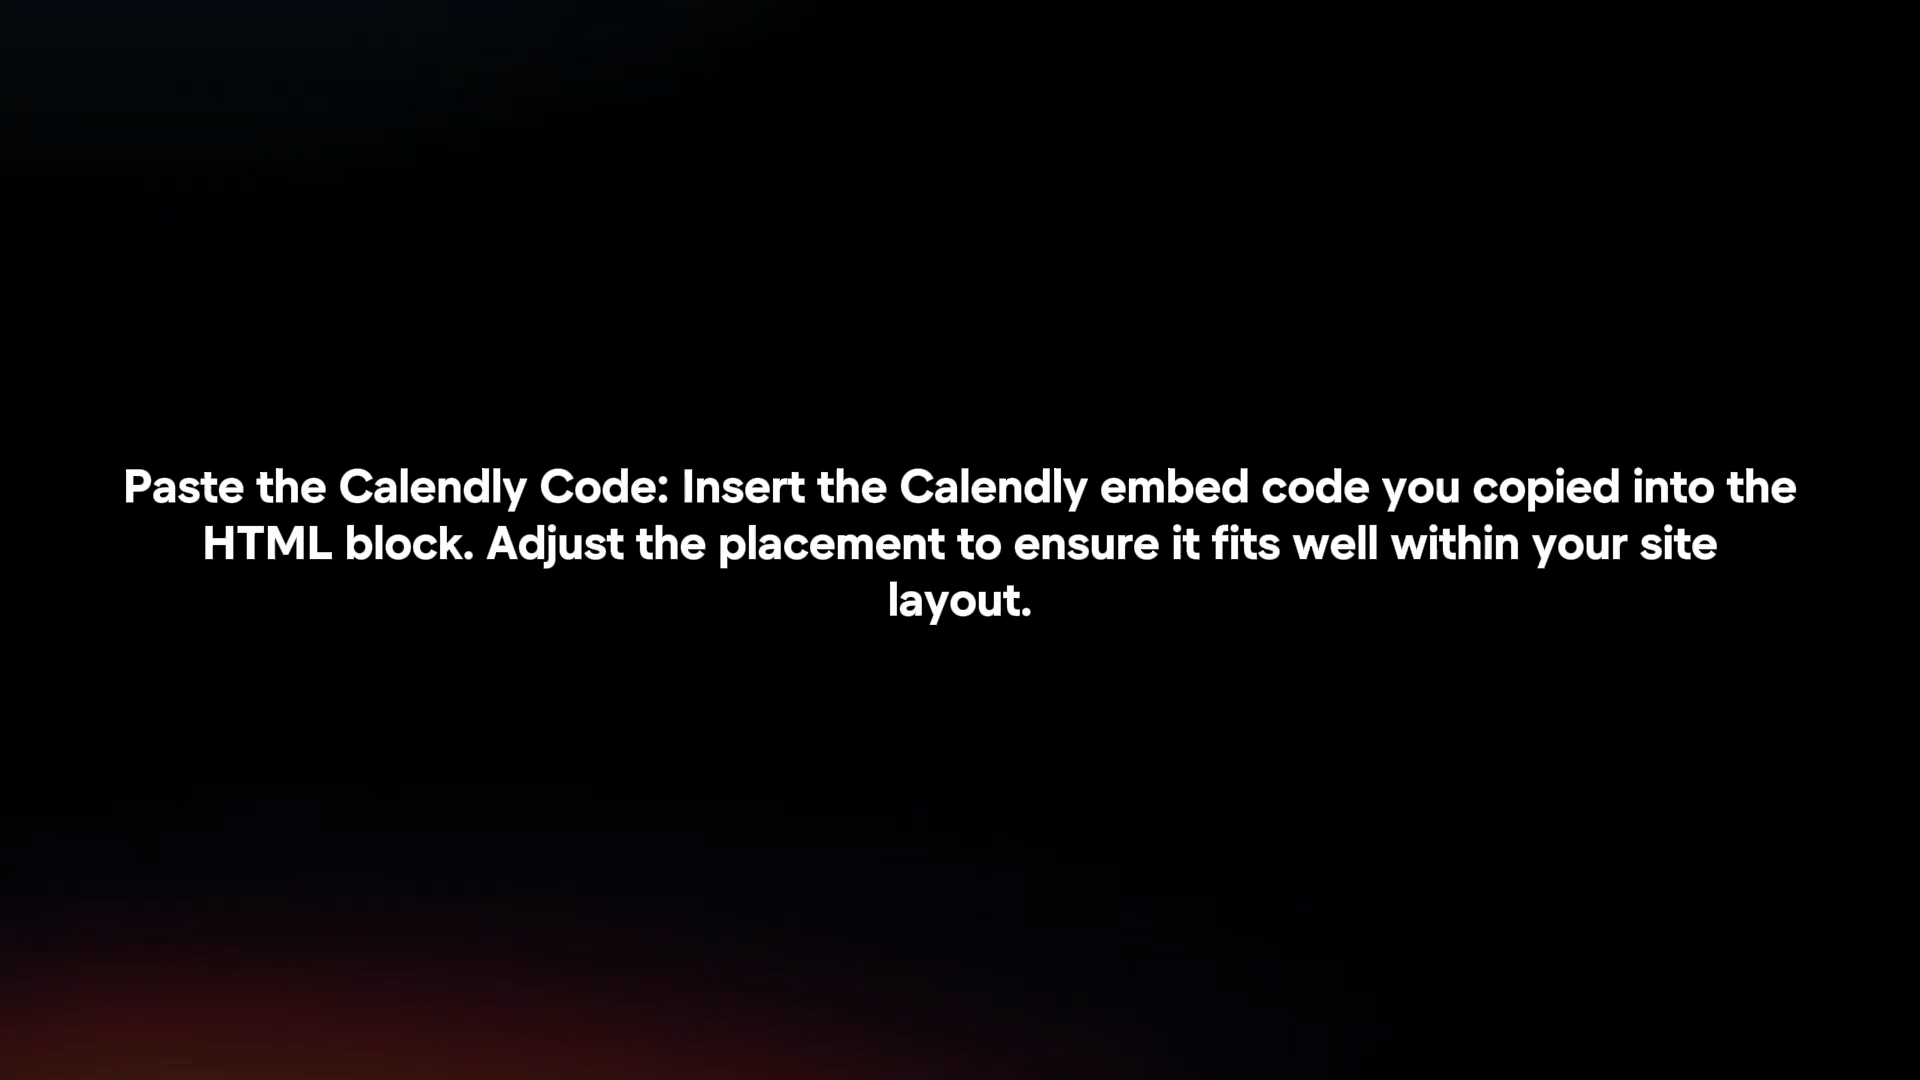 Paste the Calendly Code: Insert the Calendly embed code you copied into the
HTML block. Adjust the placement to ensure it fits well within your site
layout.